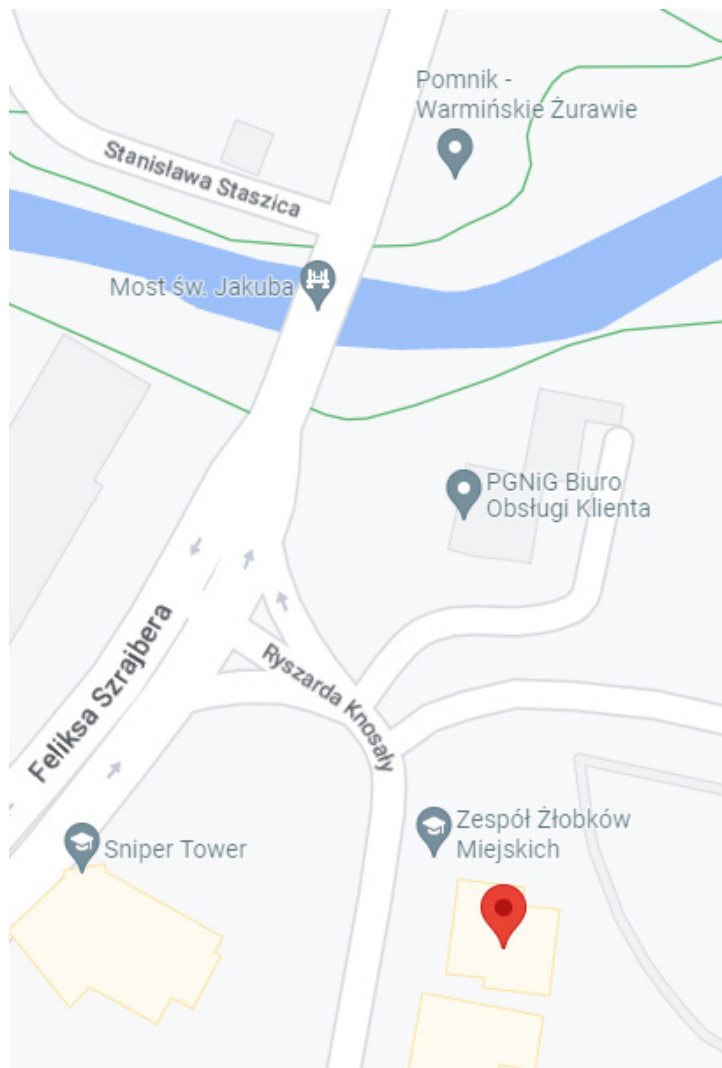 Pomnik -
Warmińskie Żurawie
Stanisława Staszica
Most św. Jakuba
PGNiG Biuro
Obsługi Klienta
Feliksa Szrajbera
Ryszarda Knosały
Zespół Żłobków
Miejskich
Sniper Tower